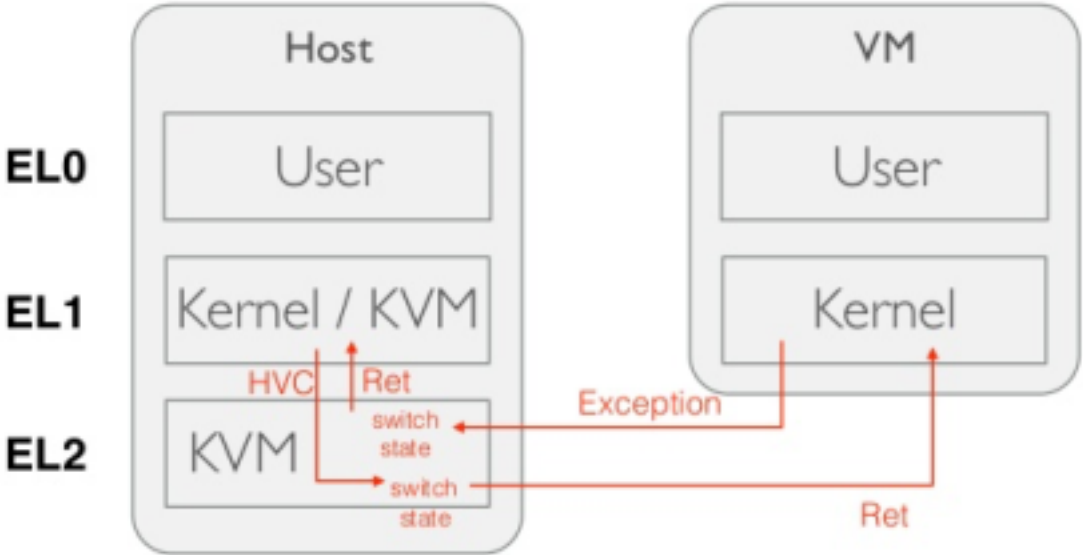 Host
VM
EL0
User
User
EL1
Kernel / KVM
Kernel
HVC
Ret
Exception
EL2
KVM
switch
state
switch
state
Ret